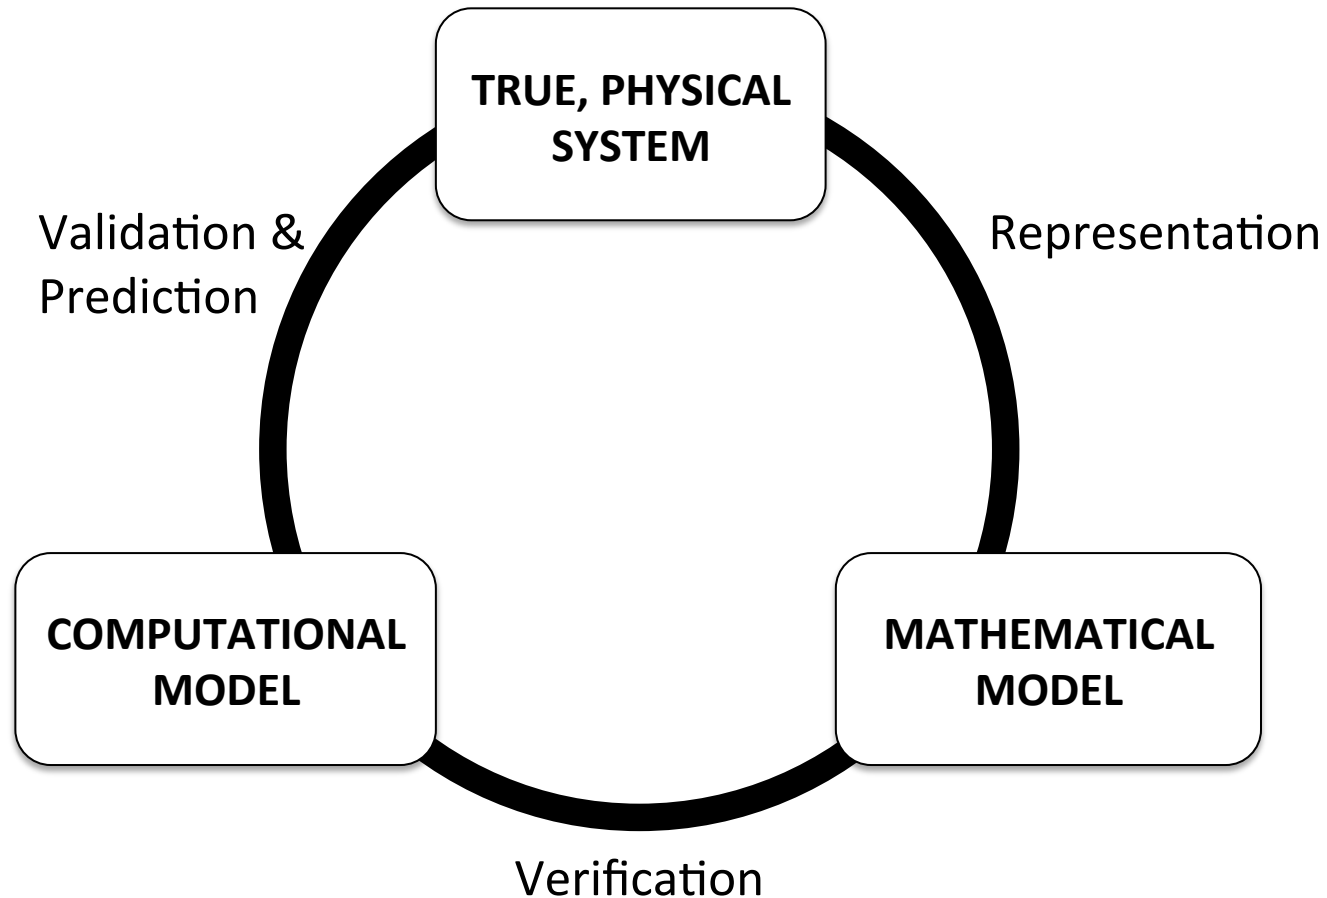 TRUE, PHYSICAL
SYSTEM
Validation &
Prediction
Representation
COMPUTATIONAL
MODEL
MATHEMATICAL
MODEL
Verification